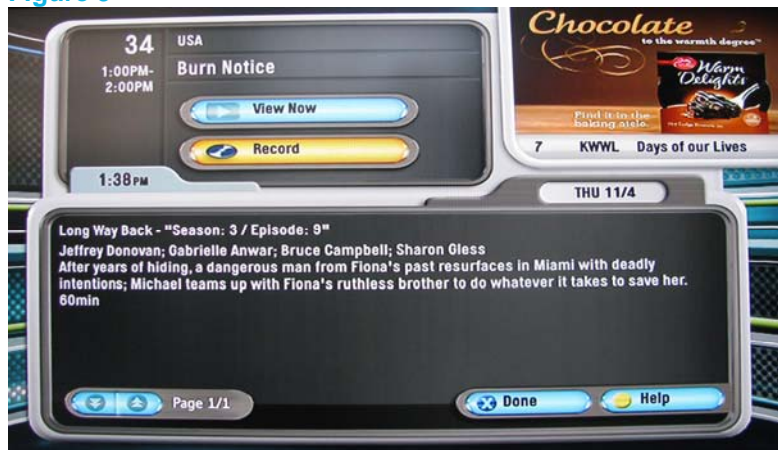 34
USA
1:00PM-
2:00PM
Burn Notice
View Now
Record
1:38 PM
Chocolate
to the warmth degree™
Warm
Delights
Find it in the
baking aisle.
7 KWWL Days of our Lives
THU 11/4
Long Way Back - "Season: 3 / Episode: 9"
Jeffrey Donovan; Gabrielle Anwar; Bruce Campbell; Sharon Gless
After years of hiding, a dangerous man from Fiona's past resurfaces in Miami with deadly
intentions; Michael teams up with Fiona's ruthless brother to do whatever it takes to save her.
60min
Page 1/1
Done
Help